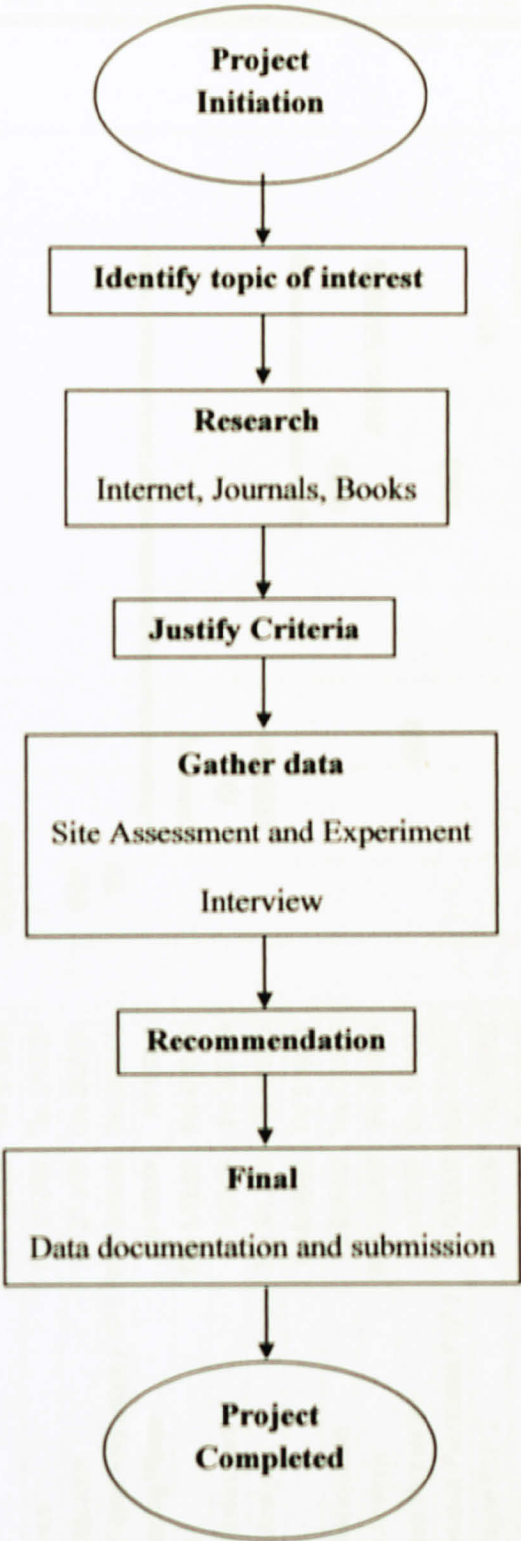 Project
Initiation
Identify topic of interest
Research
Internet, Journals, Books
Justify Criteria
Gather data
Site Assessment and Experiment
Interview
Recommendation
Final
Data documentation and submission
Project
Completed